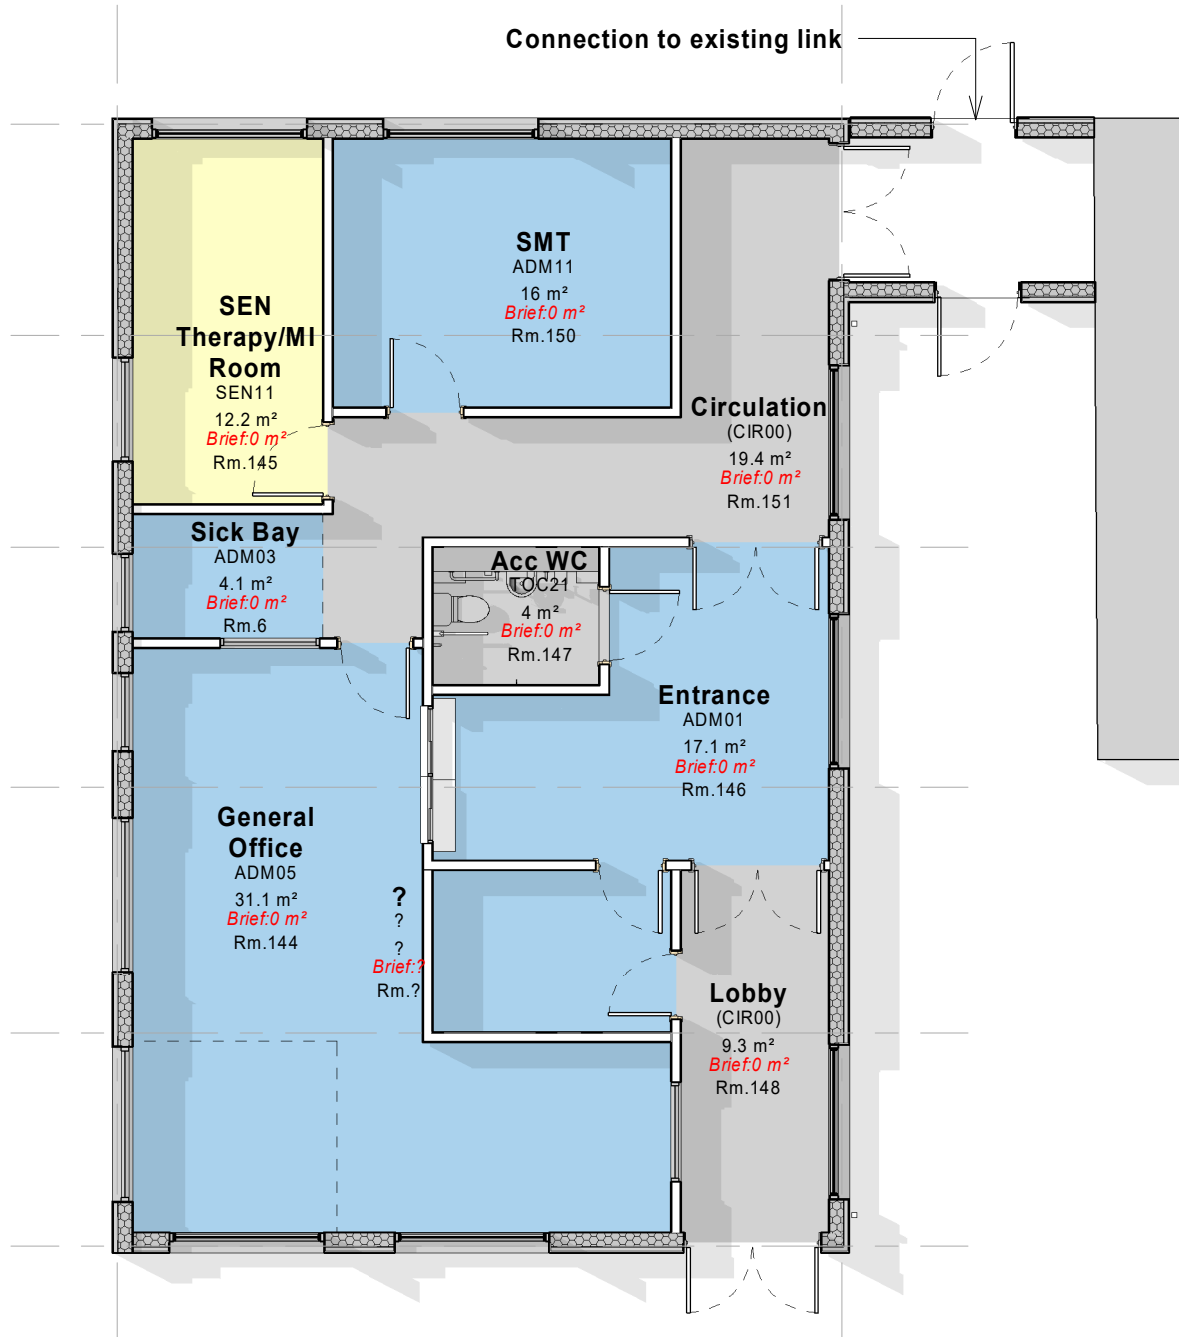 Connection to existing link
SMT
ADM11
16 m²
Brief:0 m²
Rm.150
SEN
Therapy/MI
Room
SEN11
12.2 m²
Brief:0 m²
Rm.145
Circulation
(CIR00)
19.4 m²
Brief:0 m²
Rm.151
Sick Bay
ADM03
4.1 m²
Brief:0 m²
Rm.6
Acc WC
TOC21
4 m²
Brief:0 m²
Rm.147
Entrance
ADM01
17.1 m²
Brief:0 m²
Rm.146
General
Office
ADM05
31.1 m²
Brief:0 m²
Rm.144
?
?
?
Brief:?
Rm.?
Lobby
(CIR00)
9.3 m²
Brief:0 m²
Rm.148